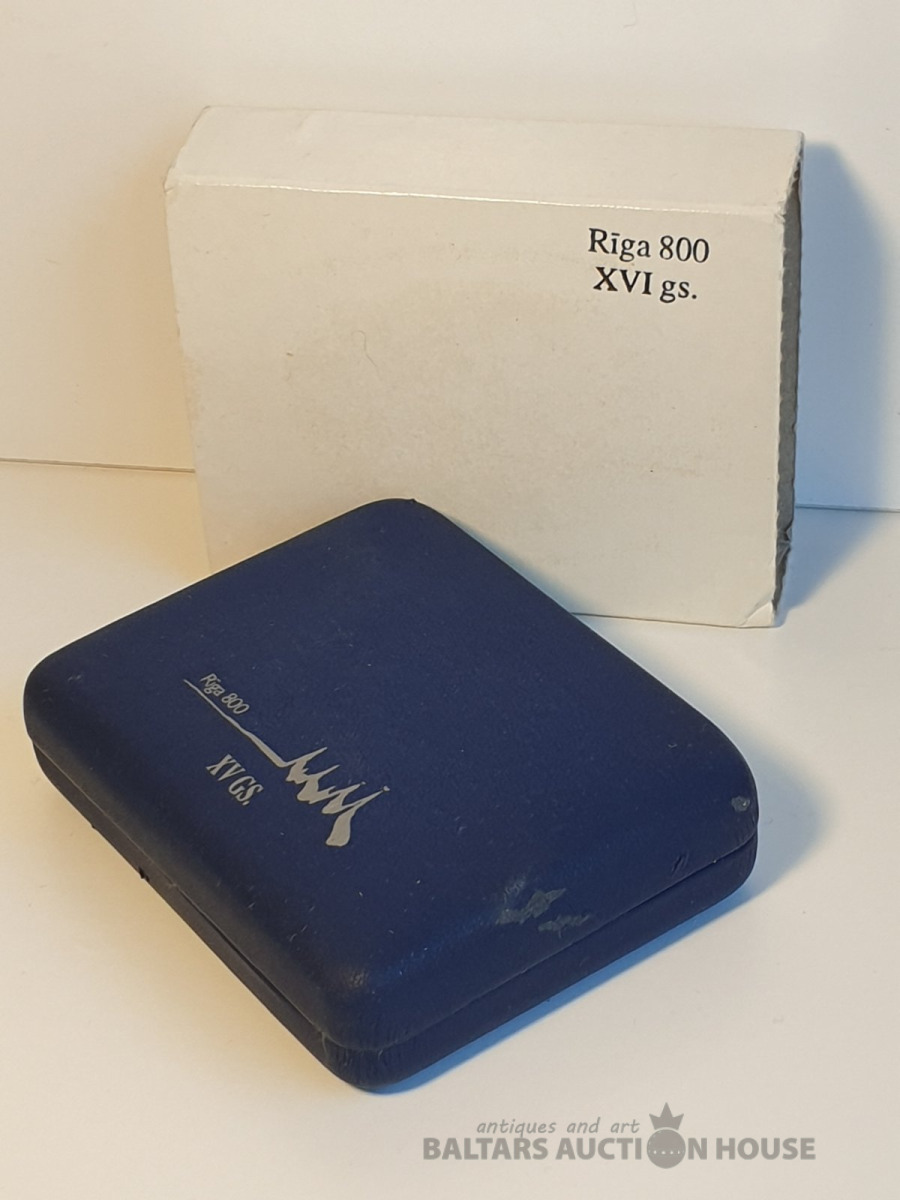 Rīga 800
XVI gs.
Rīga 800
XV GS.
antiques and art
BALTARS AUCTION HOUSE